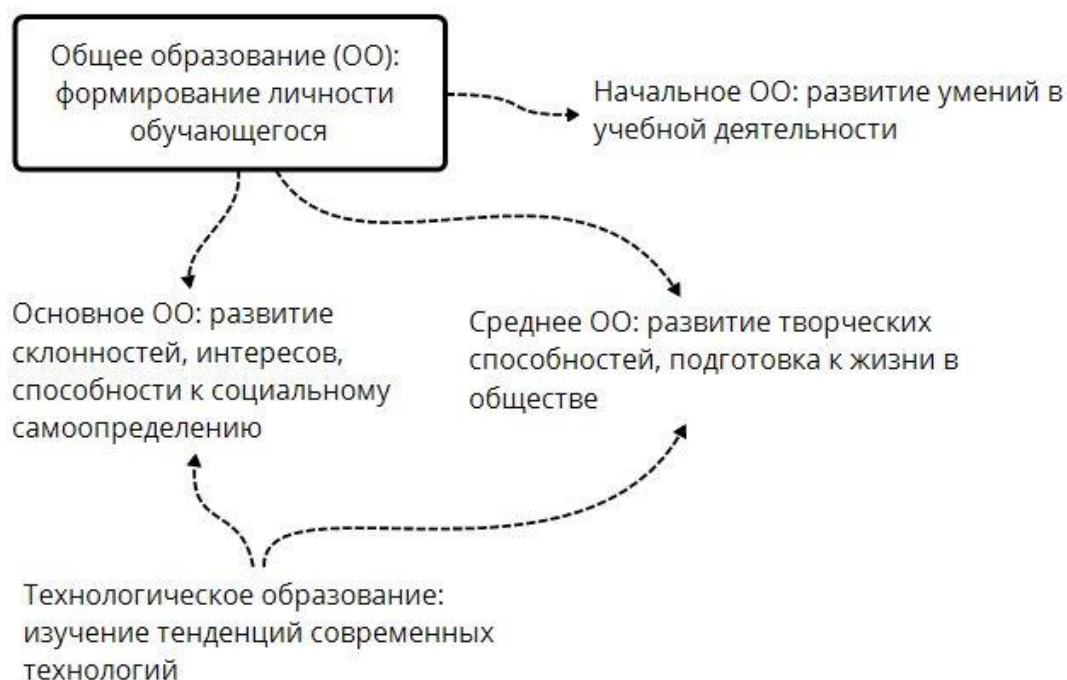 Общее образование (ОО):
формирование личности
обучающегося
Начальное ОО: развитие умений в
учебной деятельности
Основное ОО: развитие
склонностей, интересов,
способности к социальному
самоопределению
Среднее ОО: развитие творческих
способностей, подготовка к жизни в
обществе
Технологическое образование:
изучение тенденций современных
технологий